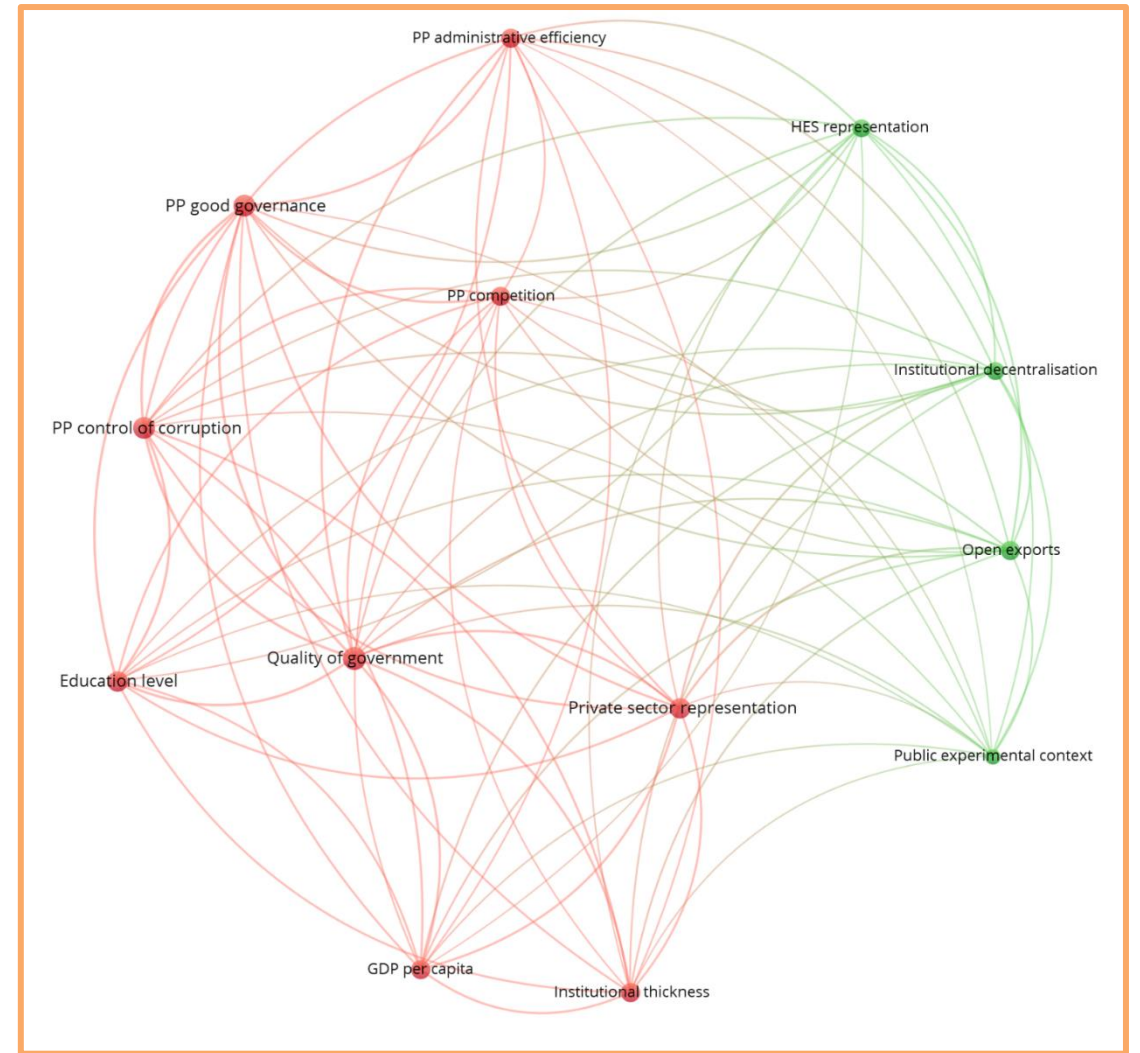 PP administrative efficiency
HES representation
PP good governance
PP competition
Institutional decentralisation
PP control of corruption
Open exports
Quality of government
Education level
Private sector representation
Public experimental context
GDP per capita
Institutional thickness